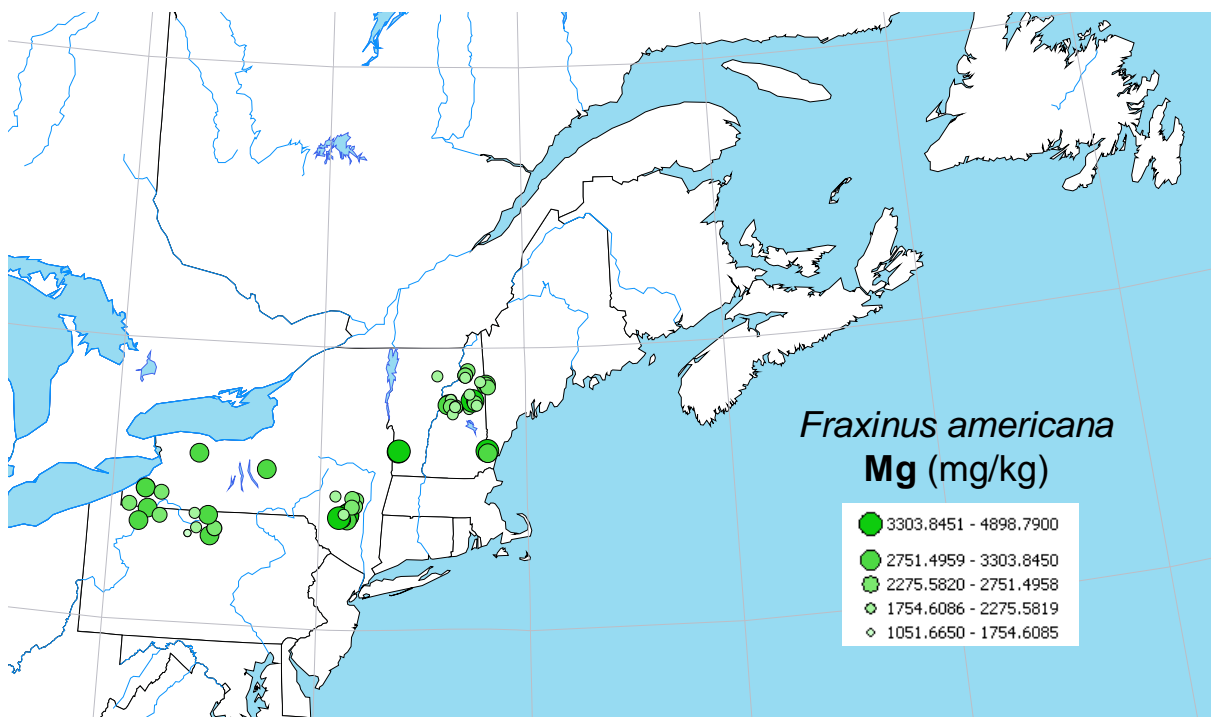 Fraxinus americana
Mg (mg/kg)
3303.8451 - 4898.7900
2751.4959 - 3303.8450
2275.5820 - 2751.4958
1754.6086 - 2275.5819
1051.6650 - 1754.6085